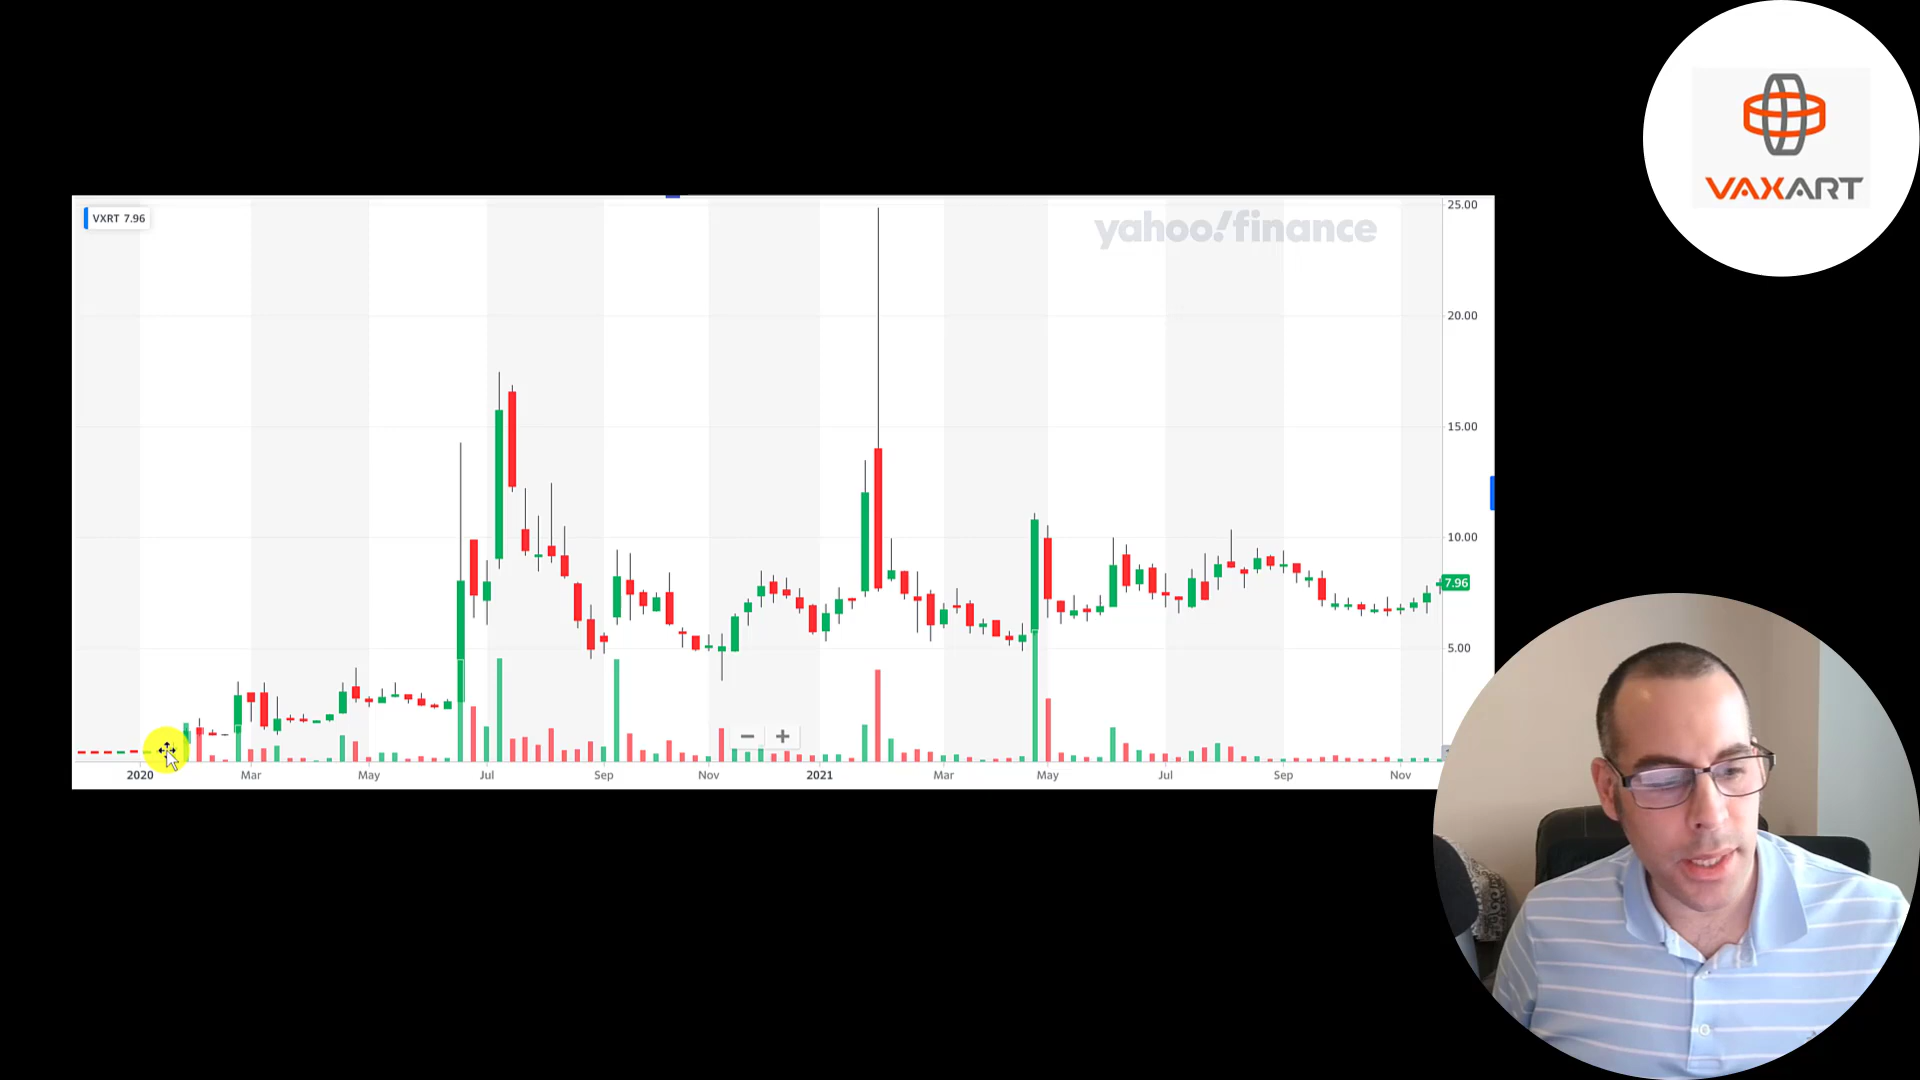 VAXART
VXRT 7.96
yahoo!finance
25.00
20.00
15.00
10.00
7.96
5.00
2020 Mar May Jul Sep Nov 2021 Mar May Jul Sep Nov